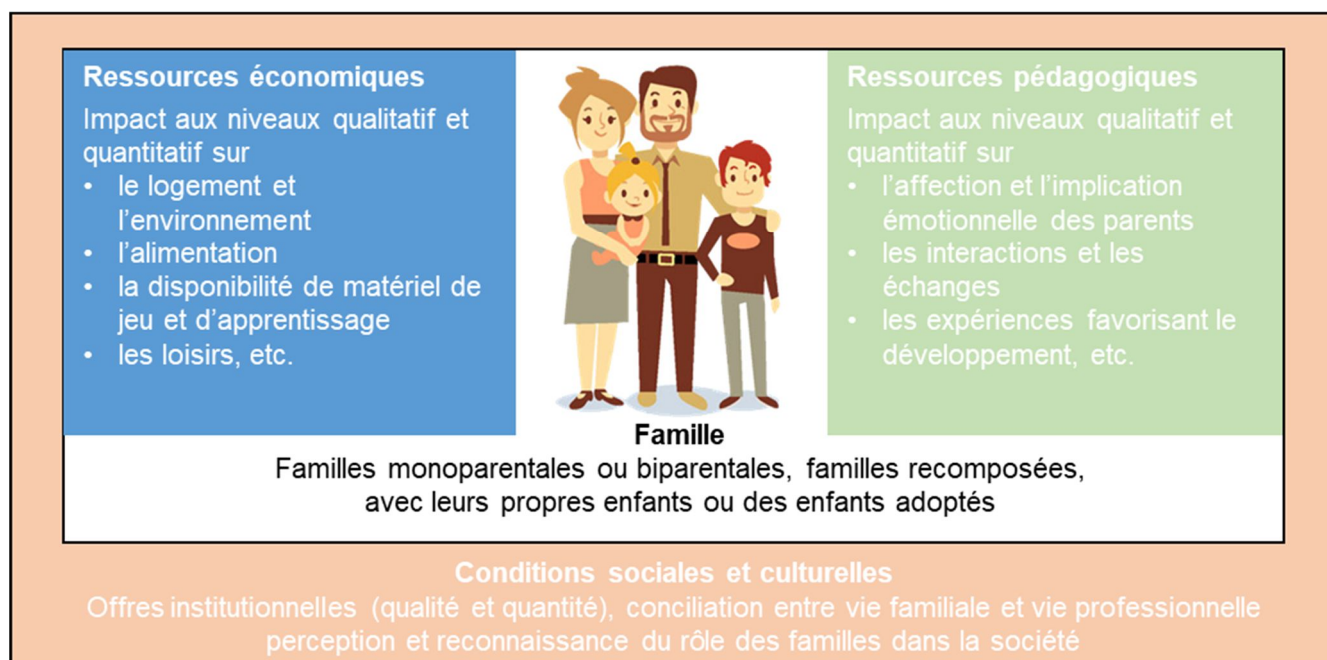 Ressources économiques
Impact aux niveaux qualitatif et
quantitatif sur
• le logement et
l'environnement
• l'alimentation
• la disponibilité de matériel de
jeu et d'apprentissage
• les loisirs, etc.
Ressources pédagogiques
Impact aux niveaux qualitatif et
quantitatif sur
• l'affection et l'implication
émotionnelle des parents
• les interactions et les
échanges
• les expériences favorisant le
développement, etc.
Famille
Familles monoparentales ou biparentales, familles recomposées,
avec leurs propres enfants ou des enfants adoptés
Conditions sociales et culturelles
Offres institutionnelles (qualité et quantité), conciliation entre vie familiale et vie professionnelle
perception et reconnaissance du rôle des familles dans la société